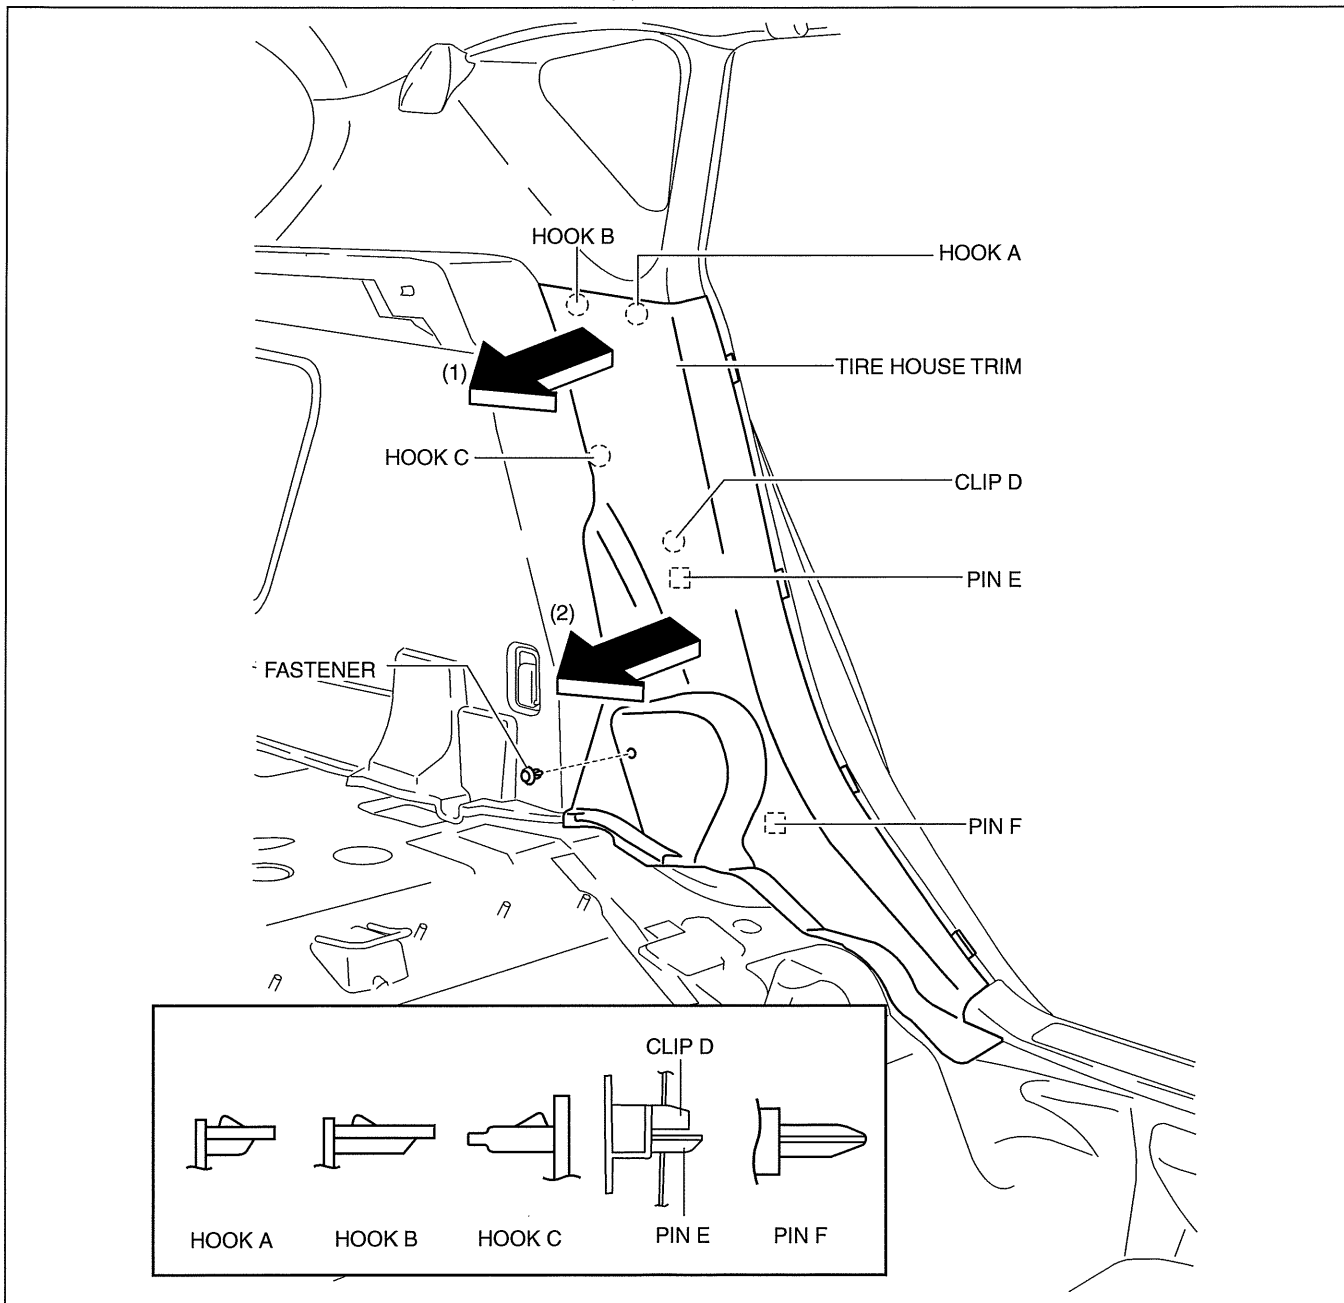 HOOK B
HOOK A
(1)
TIRE HOUSE TRIM
HOOK C
CLIP D
PIN E
(2)
FASTENER
PIN F
CLIP D
HOOK A
HOOK B
HOOK C
PIN E
PIN F